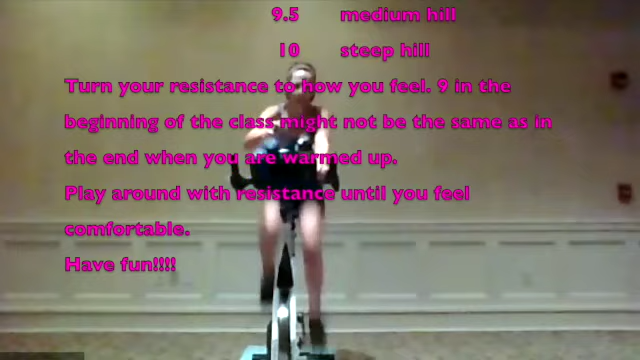 9.5 medium hill
10 steep hill
Turn your resistance to how you feel. 9 in the
beginning of the class might not be the same as in
the end when you are warmed up.
Play around with resistance until you feel
comfortable.
Have fun!!!!